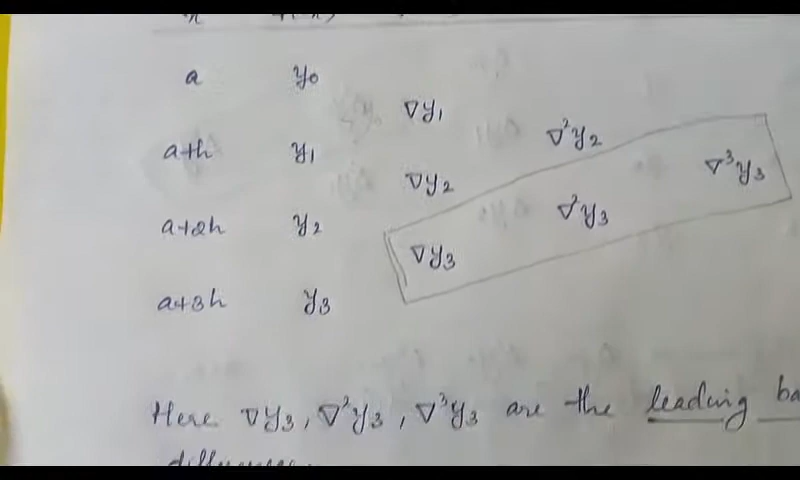 a y₀
∇y₁
∇²y₂
a+h y₁
∇³y₃
∇y₂
∇²y₃
a+2h y₂
∇y₃
a+3h y₃
Here ∇y₃, ∇²y₃, ∇³y₃ are the leading